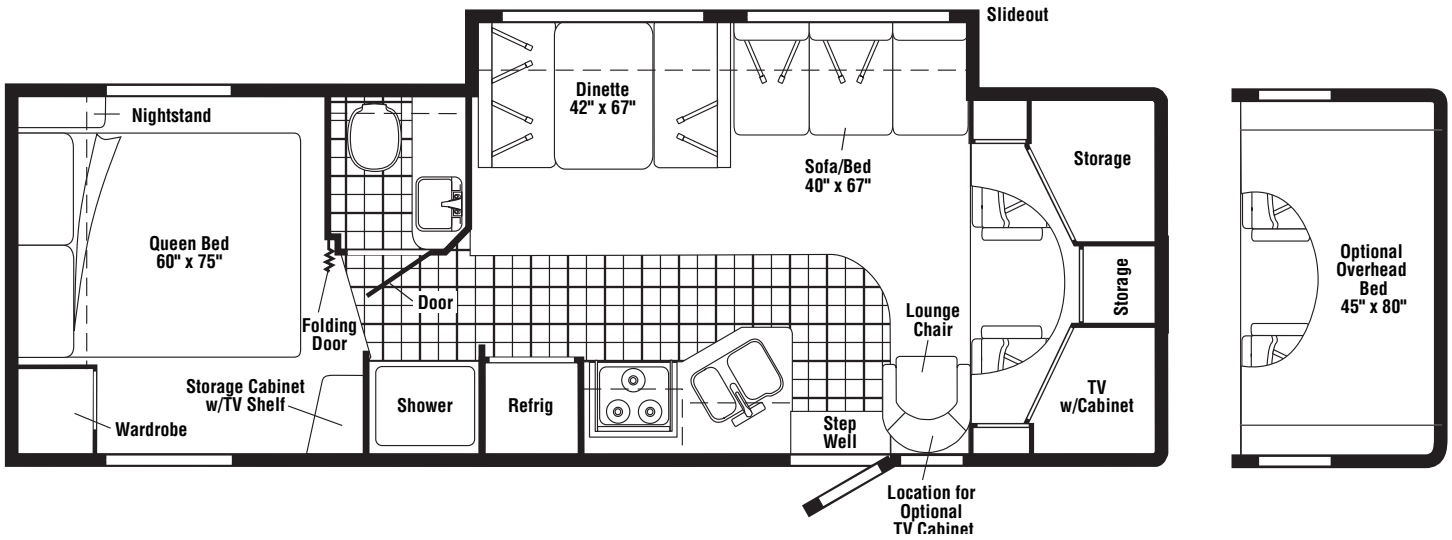 Slideout
Dinette
42" x 67"
Nightstand
Storage
Sofa/Bed
40" x 67"
Queen Bed
60" x 75"
Optional
Overhead
Bed
45" x 80"
Storage
Door
Lounge
Chair
Folding
Door
Storage Cabinet
w/TV Shelf
Shower
Refrig
TV
w/Cabinet
Wardrobe
Step
Well
Location for
Optional
TV Cabinet